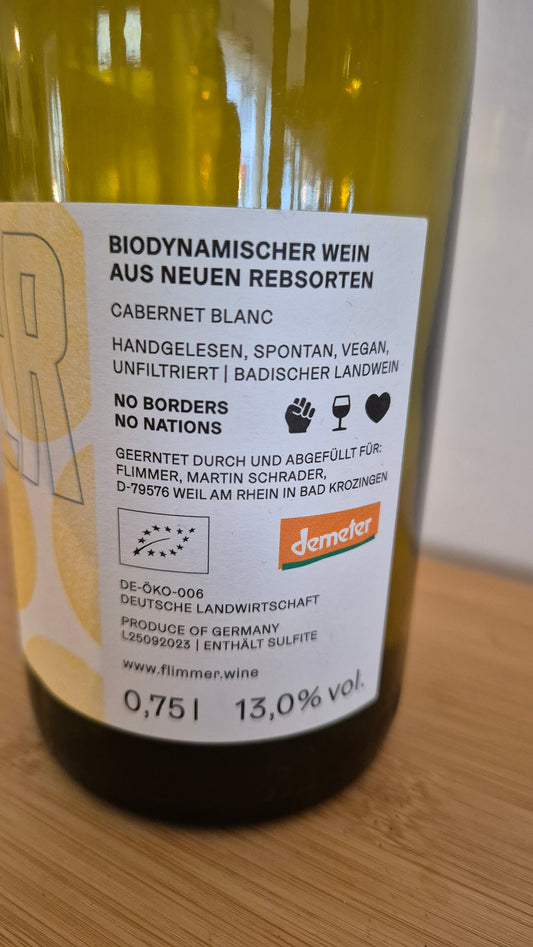 BIODYNAMISCHER WEIN
AUS NEUEN REBSORTEN
CABERNET BLANC
HANDGELESEN, SPONTAN, VEGAN,
UNFILTRIERT | BADISCHER LANDWEIN
NO BORDERS
NO NATIONS
GEERNTET DURCH UND ABGEFÜLLT FÜR:
FLIMMER, MARTIN SCHRADER,
D-79576 WEIL AM RHEIN IN BAD KROZINGEN
demeter
DE-ÖKO-006
DEUTSCHE LANDWIRTSCHAFT
PRODUCE OF GERMANY
L25092023 | ENTHÄLT SULFITE
www.flimmer.wine
0,75 l 13,0% vol.